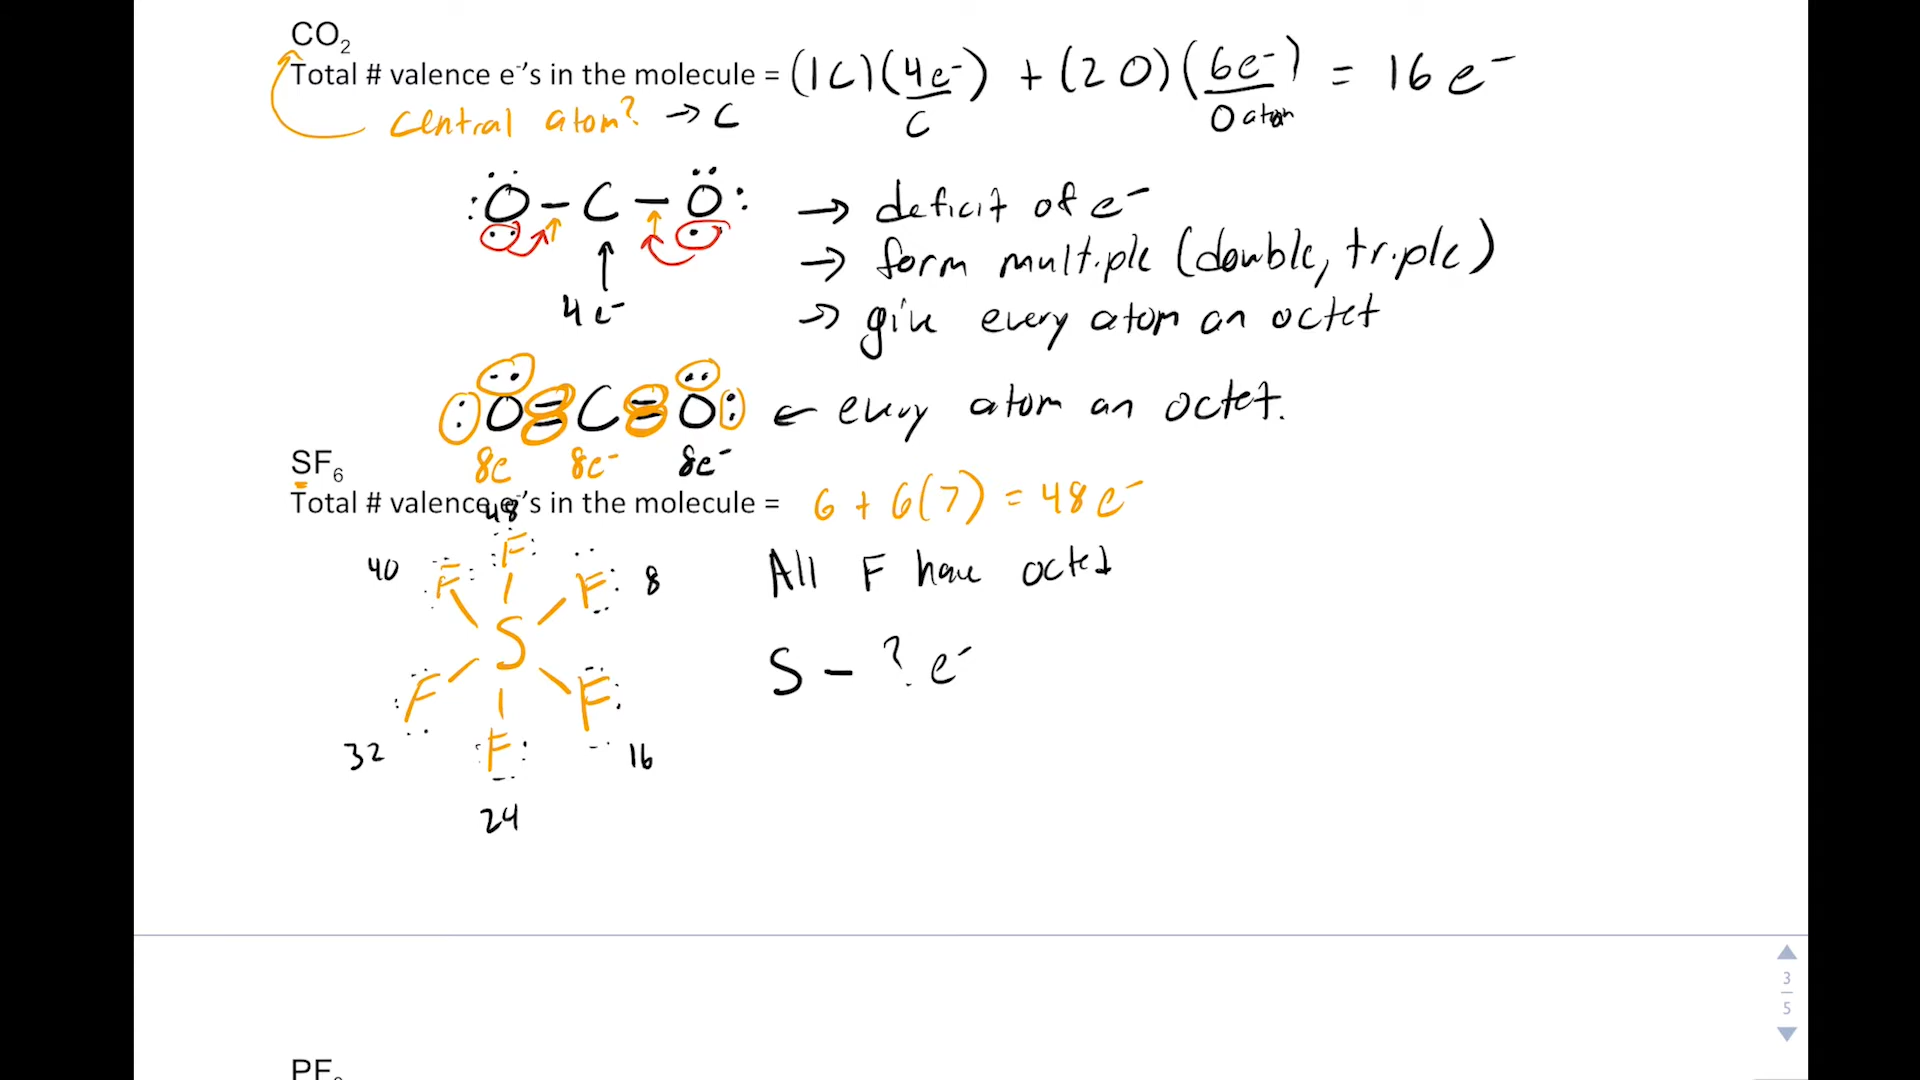 CO₂
Total # valence e⁻'s in the molecule = (1C)(4e⁻/C) + (2 O)(6e⁻/O atom) = 16 e⁻
central atom? → C
:O - C - O: → deficit of e⁻
→ form multiple (double, triple)
4e⁻ → give every atom an octet
:O = C = O: ← every atom an octet.
8e 8e⁻ 8e⁻
SF₆
Total # valence e⁻'s in the molecule = 6 + 6(7) = 48e⁻
48
40 F F F 8 All F have octet
S S - ? e⁻
F F F
32 16
24
3
5